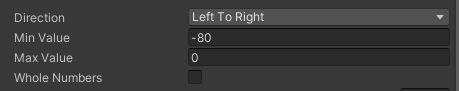 Direction Left To Right
Min Value -80
Max Value 0
Whole Numbers